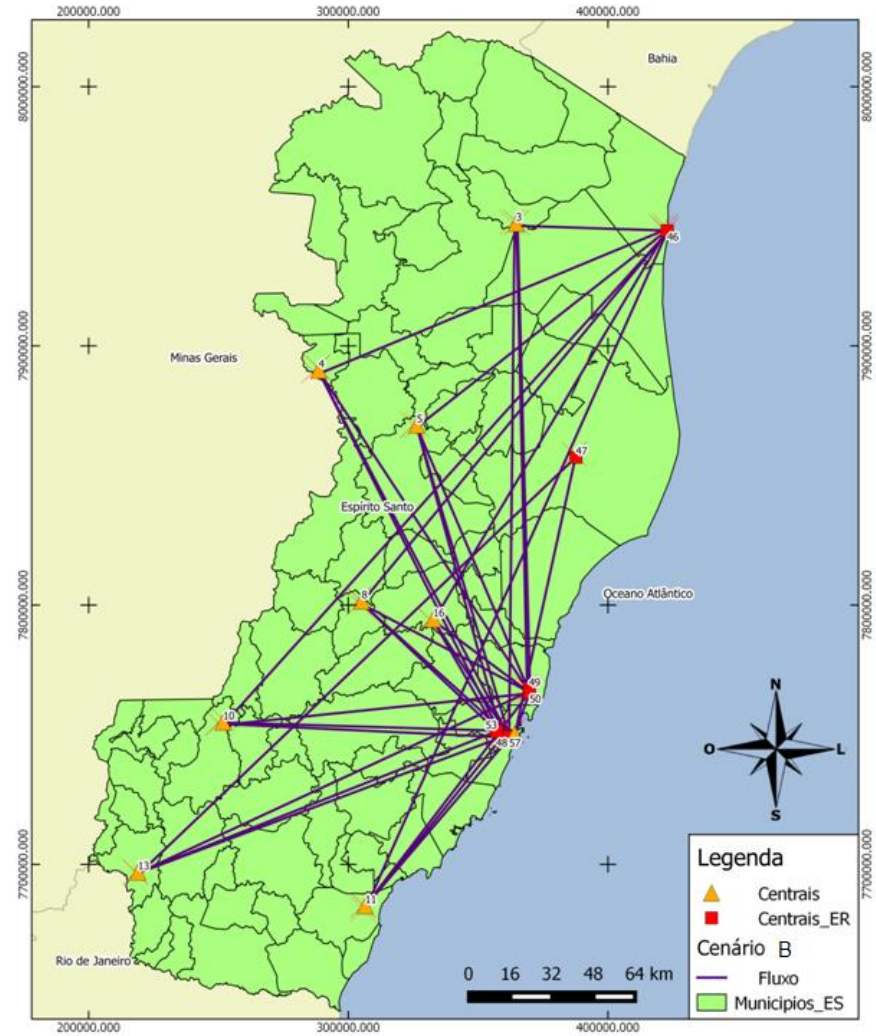 200000.000 300000.000 400000.000
Bahia
8000000.000 8000000.000
3
46
7900000.000 7900000.000
Minas Gerais
4
5
47
Espírito Santo
8
16
Oceano Atlântico
7800000.000 7800000.000
49
50
N
10
53
48 57
O L
S
13
11
7700000.000 7700000.000
Legenda
Centrais
Centrais_ER
Cenário B
Fluxo
Municipios_ES
Rio de Janeiro
0 16 32 48 64 km
200000.000 300000.000 400000.000